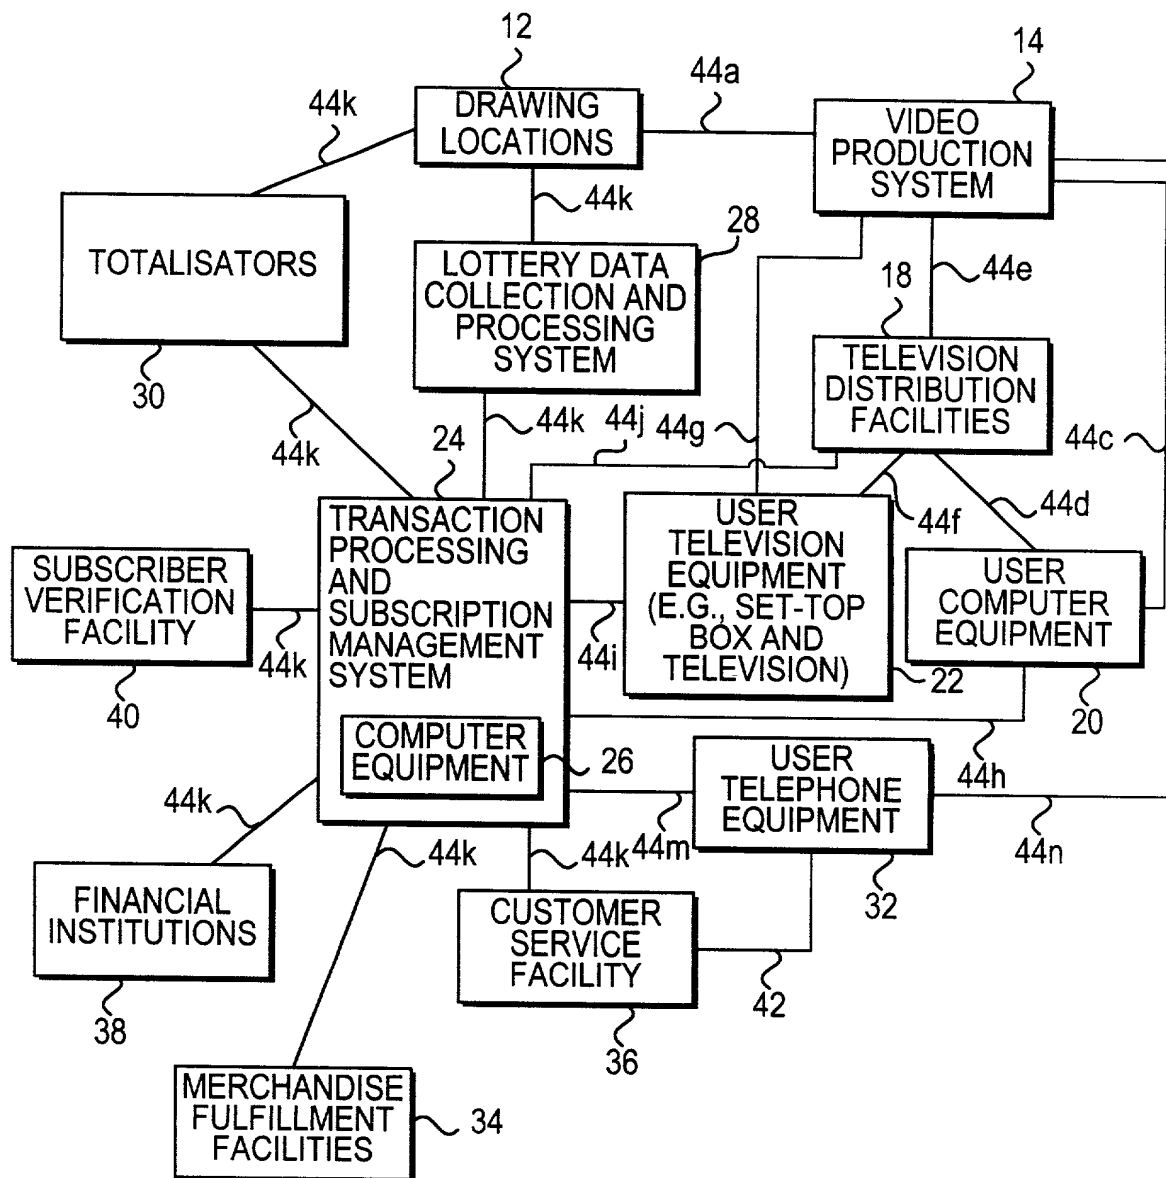 12
14
44a
44k
DRAWING
LOCATIONS
VIDEO
PRODUCTION
SYSTEM
44k
28
TOTALISATORS
LOTTERY DATA
COLLECTION AND
PROCESSING
SYSTEM
44e
18
TELEVISION
DISTRIBUTION
FACILITIES
30
44k
44k
44j
44g
44c
24
44f
44d
TRANSACTION
PROCESSING
AND
SUBSCRIPTION
MANAGEMENT
SYSTEM
USER
TELEVISION
EQUIPMENT
(E.G., SET-TOP
BOX AND
TELEVISION)
SUBSCRIBER
VERIFICATION
FACILITY
USER
COMPUTER
EQUIPMENT
44k
44i
22
40
20
COMPUTER
EQUIPMENT
26
44h
USER
TELEPHONE
EQUIPMENT
44k
44k
44k
44m
44n
32
FINANCIAL
INSTITUTIONS
CUSTOMER
SERVICE
FACILITY
42
38
36
MERCHANDISE
FULFILLMENT
FACILITIES
34